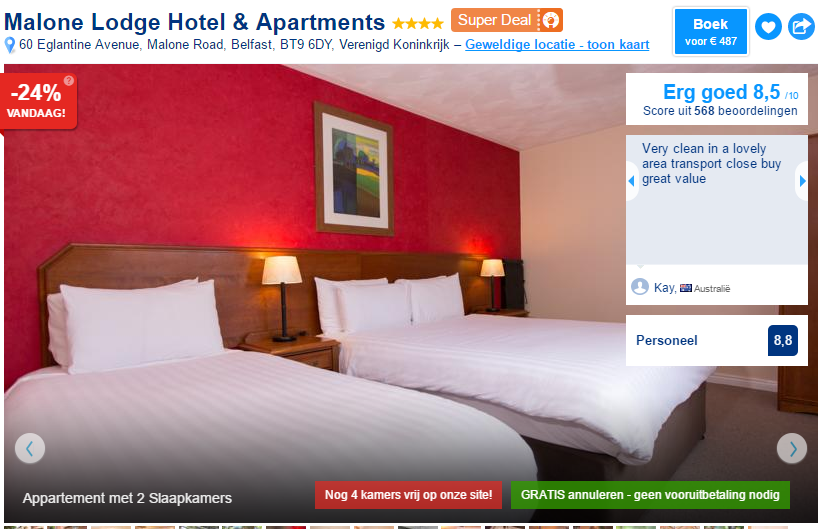 Malone Lodge Hotel & Apartments
Super Deal
60 Eglantine Avenue, Malone Road, Belfast, BT9 6DY, Verenigd Koninkrijk – Geweldige locatie - toon kaart
Boek
voor € 487
-24%
?
VANDAAG!
Erg goed 8,5 /10
Score uit 568 beoordelingen
Very clean in a lovely
area transport close buy
great value
Kay, Australië
Personeel 8,8
Appartement met 2 Slaapkamers
Nog 4 kamers vrij op onze site!
GRATIS annuleren - geen vooruitbetaling nodig